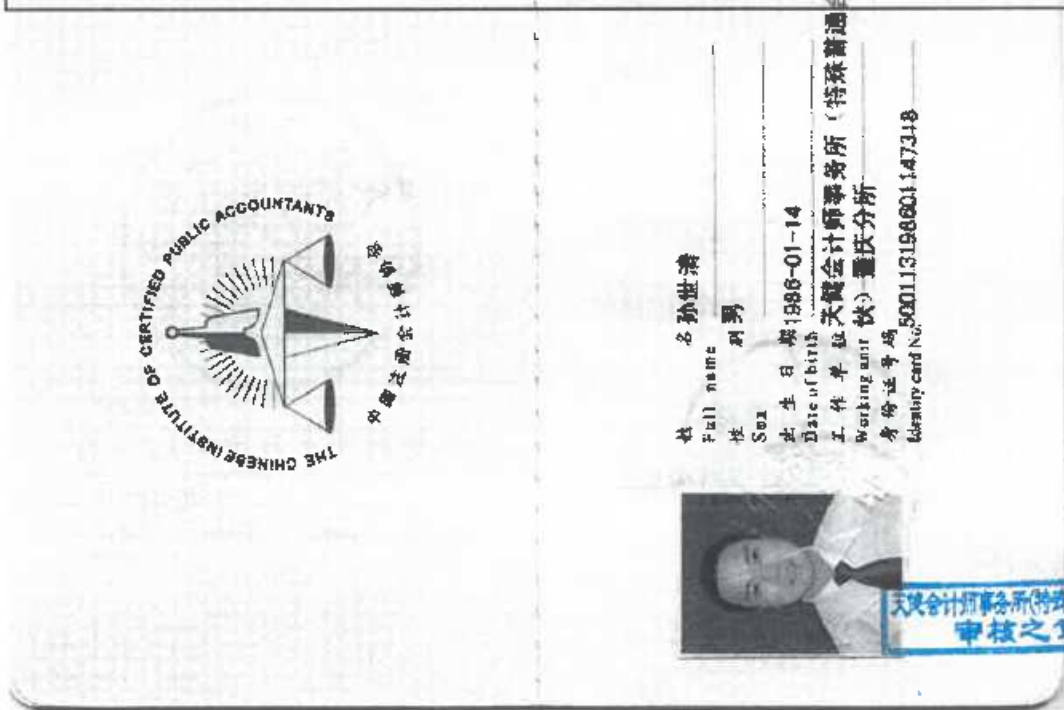 THE CHINESE INSTITUTE OF CERTIFIED PUBLIC ACCOUNTANTS
中国注册会计师协会
姓 名 孙世清
Full name
性 别 男
Sex
出生日期 1986-01-14
Date of birth
工作单位 天健会计师事务所（特殊普通
Working unit 伙）重庆分所
身份证号码
Identity card No.
天健会计师事务所(特殊
审核之